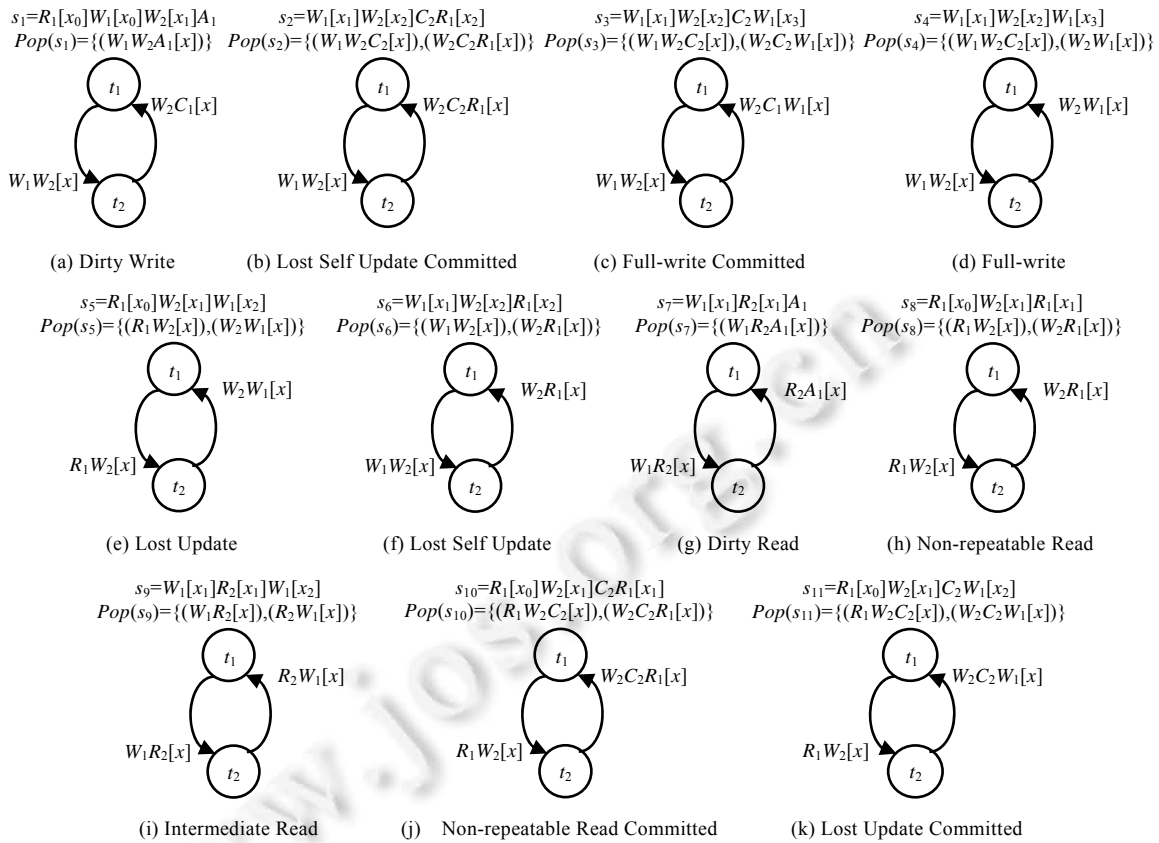 s₁=R₁[x₀]W₁[x₀]W₂[x₁]A₁ s₂=W₁[x₁]W₂[x₂]C₂R₁[x₂] s₃=W₁[x₁]W₂[x₂]C₂W₁[x₃] s₄=W₁[x₁]W₂[x₂]W₁[x₃]
Pop(s₁)={(W₁W₂A₁[x])} Pop(s₂)={(W₁W₂C₂[x]),(W₂C₂R₁[x])} Pop(s₃)={(W₁W₂C₂[x]),(W₂C₂W₁[x])} Pop(s₄)={(W₁W₂C₂[x]),(W₂W₁[x])}
t₁ t₁ t₁ t₁
W₂C₁[x] W₂C₂R₁[x] W₂C₁W₁[x] W₂W₁[x]
W₁W₂[x] W₁W₂[x] W₁W₂[x] W₁W₂[x]
t₂ t₂ t₂ t₂
(a) Dirty Write (b) Lost Self Update Committed (c) Full-write Committed (d) Full-write
s₅=R₁[x₀]W₂[x₁]W₁[x₂] s₆=W₁[x₁]W₂[x₂]R₁[x₂] s₇=W₁[x₁]R₂[x₁]A₁ s₈=R₁[x₀]W₂[x₁]R₁[x₁]
Pop(s₅)={(R₁W₂[x]),(W₂W₁[x])} Pop(s₆)={(W₁W₂[x]),(W₂R₁[x])} Pop(s₇)={(W₁R₂A₁[x])} Pop(s₈)={(R₁W₂[x]),(W₂R₁[x])}
t₁ t₁ t₁ t₁
W₂W₁[x] W₂R₁[x] R₂A₁[x] W₂R₁[x]
R₁W₂[x] W₁W₂[x] W₁R₂[x] R₁W₂[x]
t₂ t₂ t₂ t₂
(e) Lost Update (f) Lost Self Update (g) Dirty Read (h) Non-repeatable Read
s₉=W₁[x₁]R₂[x₁]W₁[x₂] s₁₀=R₁[x₀]W₂[x₁]C₂R₁[x₁] s₁₁=R₁[x₀]W₂[x₁]C₂W₁[x₂]
Pop(s₉)={(W₁R₂[x]),(R₂W₁[x])} Pop(s₁₀)={(R₁W₂C₂[x]),(W₂C₂R₁[x])} Pop(s₁₁)={(R₁W₂C₂[x]),(W₂C₂W₁[x])}
t₁ t₁ t₁
R₂W₁[x] W₂C₂R₁[x] W₂C₂W₁[x]
W₁R₂[x] R₁W₂[x] R₁W₂[x]
t₂ t₂ t₂
(i) Intermediate Read (j) Non-repeatable Read Committed (k) Lost Update Committed
www.jos.org.cn